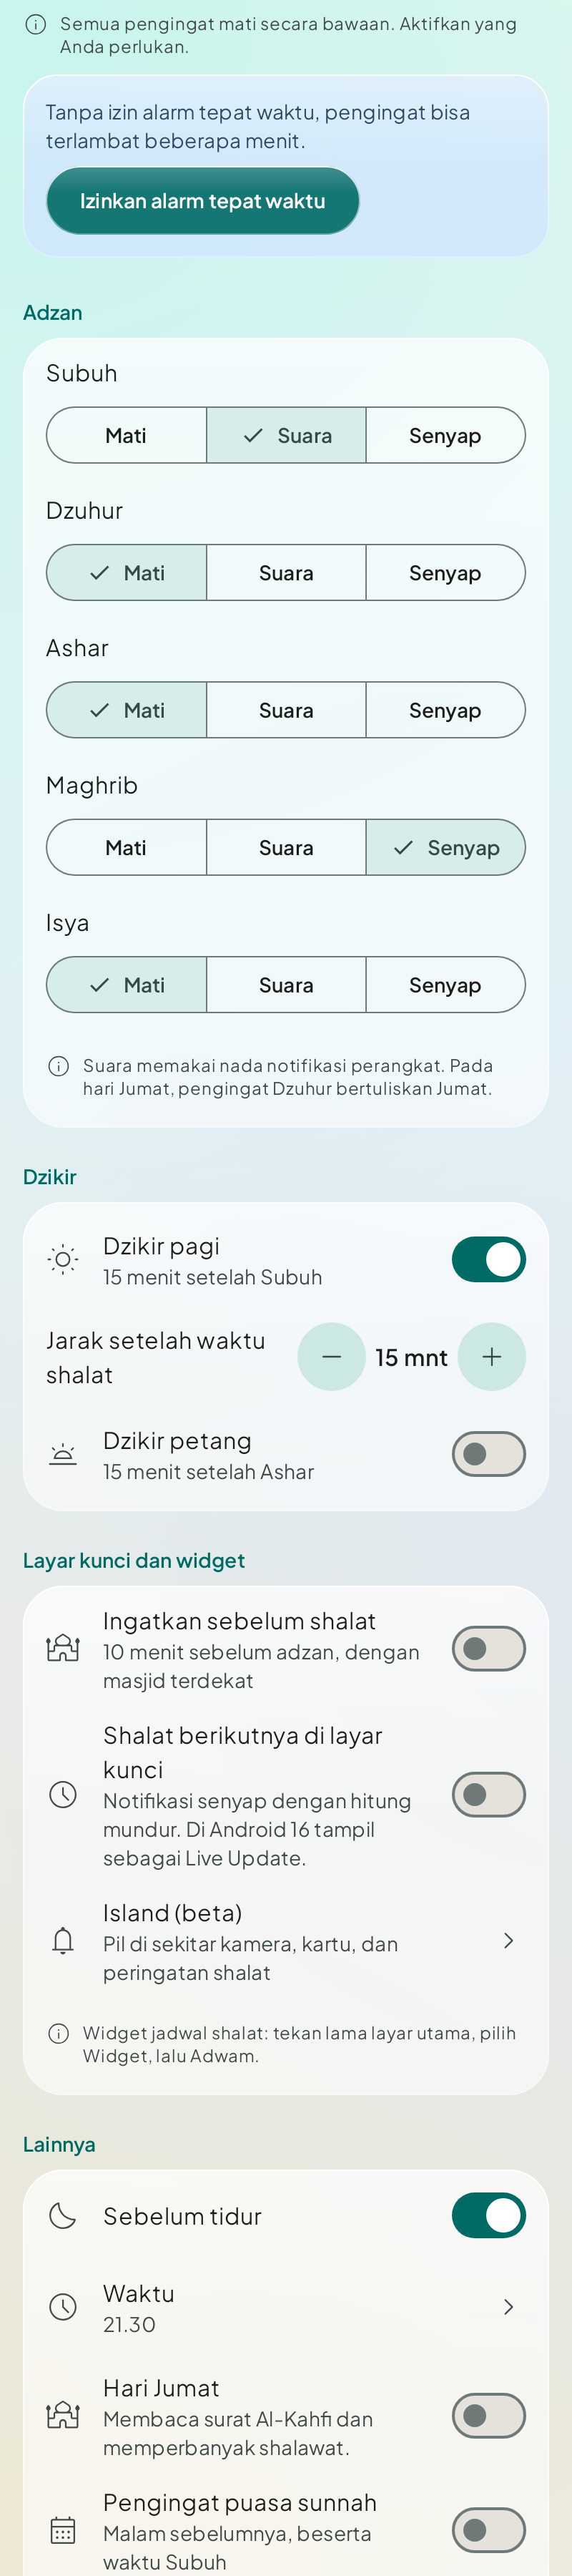 Semua pengingat mati secara bawaan. Aktifkan yang
Anda perlukan.
Tanpa izin alarm tepat waktu, pengingat bisa
terlambat beberapa menit.
Izinkan alarm tepat waktu
Adzan
Subuh
Mati Suara Senyap
Dzuhur
Mati Suara Senyap
Ashar
Mati Suara Senyap
Maghrib
Mati Suara Senyap
Isya
Mati Suara Senyap
Suara memakai nada notifikasi perangkat. Pada
hari Jumat, pengingat Dzuhur bertuliskan Jumat.
Dzikir
Dzikir pagi
15 menit setelah Subuh
Jarak setelah waktu
shalat
15 mnt
Dzikir petang
15 menit setelah Ashar
Layar kunci dan widget
Ingatkan sebelum shalat
10 menit sebelum adzan, dengan
masjid terdekat
Shalat berikutnya di layar
kunci
Notifikasi senyap dengan hitung
mundur. Di Android 16 tampil
sebagai Live Update.
Island (beta)
Pil di sekitar kamera, kartu, dan
peringatan shalat
Widget jadwal shalat: tekan lama layar utama, pilih
Widget, lalu Adwam.
Lainnya
Sebelum tidur
Waktu
21.30
Hari Jumat
Membaca surat Al-Kahfi dan
memperbanyak shalawat.
Pengingat puasa sunnah
Malam sebelumnya, beserta
waktu Subuh